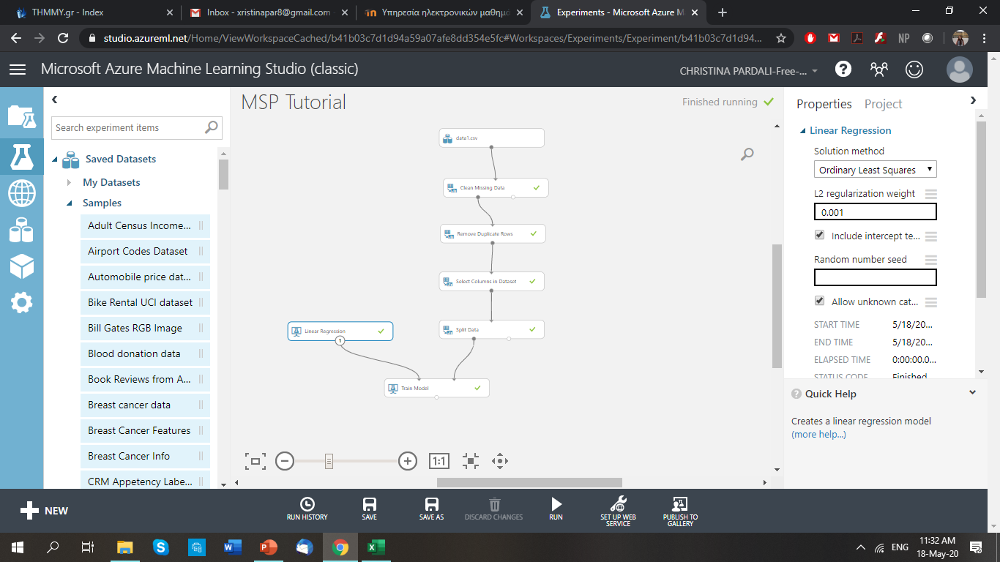 THMMY.gr - Index
Inbox - xristinapar8@gmail.com -
Υπηρεσία ηλεκτρονικών μαθημά
Experiments - Microsoft Azure M
studio.azureml.net/Home/ViewWorkspaceCached/b41b03c7d1d94a59a07afe8dd354e5fc#Workspaces/Experiments/Experiment/b41b03c7d1d94...
NP
Microsoft Azure Machine Learning Studio (classic)
CHRISTINA PARDALI-Free-...
Search experiment items
Saved Datasets
My Datasets
Samples
Adult Census Income...
Airport Codes Dataset
Automobile price dat...
Bike Rental UCI dataset
Bill Gates RGB Image
Blood donation data
Book Reviews from A...
Breast cancer data
Breast Cancer Features
Breast Cancer Info
CRM Appetency Labe...
MSP Tutorial
Finished running
data1.csv
Clean Missing Data
Remove Duplicate Rows
Select Columns in Dataset
Linear Regression
1
Split Data
Train Model
1:1
Properties
Project
Linear Regression
Solution method
Ordinary Least Squares
L2 regularization weight
0.001
Include intercept te...
Random number seed
Allow unknown cat...
START TIME 5/18/20...
END TIME 5/18/20...
ELAPSED TIME 0:00:00.0...
STATUS CODE Finished
Quick Help
Creates a linear regression model
(more help...)
NEW
RUN HISTORY
SAVE
SAVE AS
DISCARD CHANGES
RUN
SET UP WEB
SERVICE
PUBLISH TO
GALLERY
ENG
11:32 AM
18-May-20